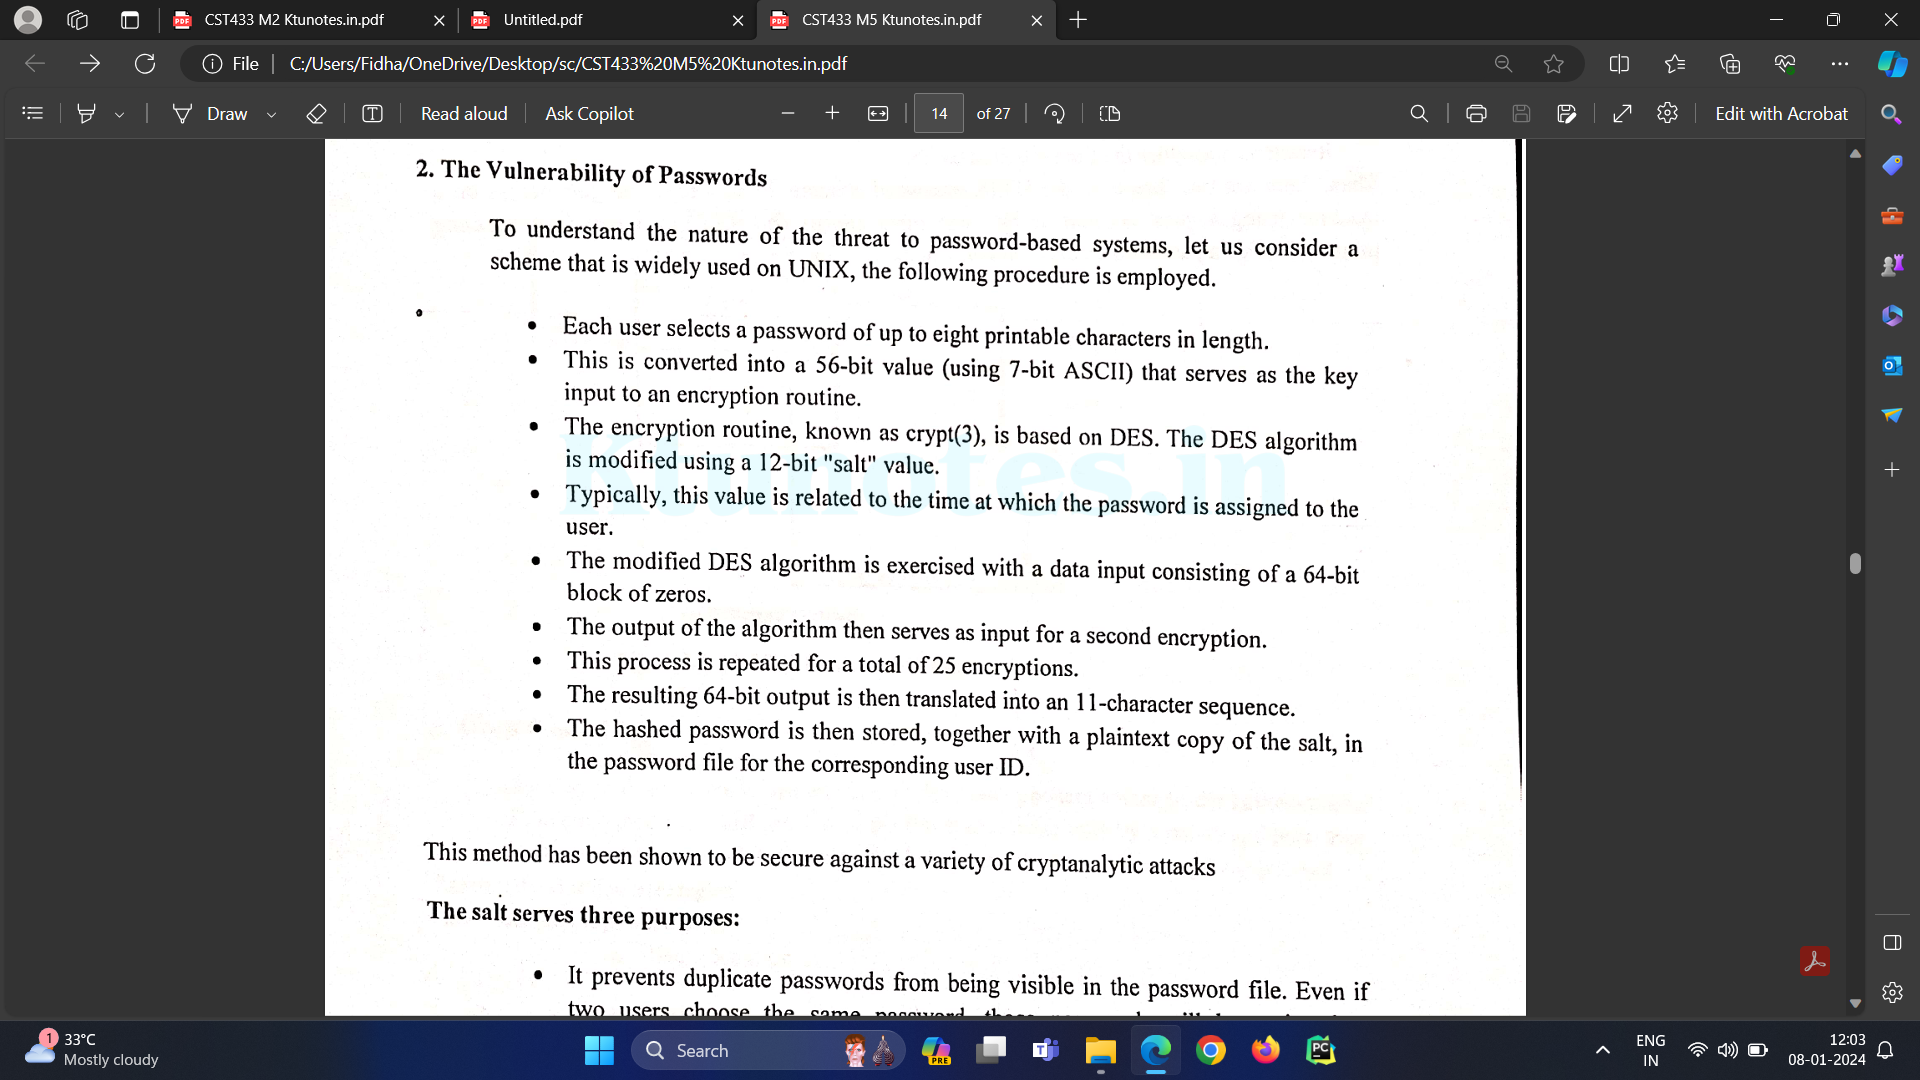 CST433 M2 Ktunotes.in.pdf
Untitled.pdf
CST433 M5 Ktunotes.in.pdf
File
C:/Users/Fidha/OneDrive/Desktop/sc/CST433%20M5%20Ktunotes.in.pdf
Draw
Read aloud
Ask Copilot
14 of 27
Edit with Acrobat
2. The Vulnerability of Passwords
To understand the nature of the threat to password-based systems, let us consider a
scheme that is widely used on UNIX, the following procedure is employed.
• Each user selects a password of up to eight printable characters in length.
• This is converted into a 56-bit value (using 7-bit ASCII) that serves as the key
input to an encryption routine.
• The encryption routine, known as crypt(3), is based on DES. The DES algorithm
is modified using a 12-bit "salt" value.
• Typically, this value is related to the time at which the password is assigned to the
user.
• The modified DES algorithm is exercised with a data input consisting of a 64-bit
block of zeros.
• The output of the algorithm then serves as input for a second encryption.
• This process is repeated for a total of 25 encryptions.
• The resulting 64-bit output is then translated into an 11-character sequence.
• The hashed password is then stored, together with a plaintext copy of the salt, in
the password file for the corresponding user ID.
Ktunotes.in
This method has been shown to be secure against a variety of cryptanalytic attacks
The salt serves three purposes:
• It prevents duplicate passwords from being visible in the password file. Even if
two users choose the same
1
33°C
Mostly cloudy
Search
PRE
PC
ENG
IN
12:03
08-01-2024